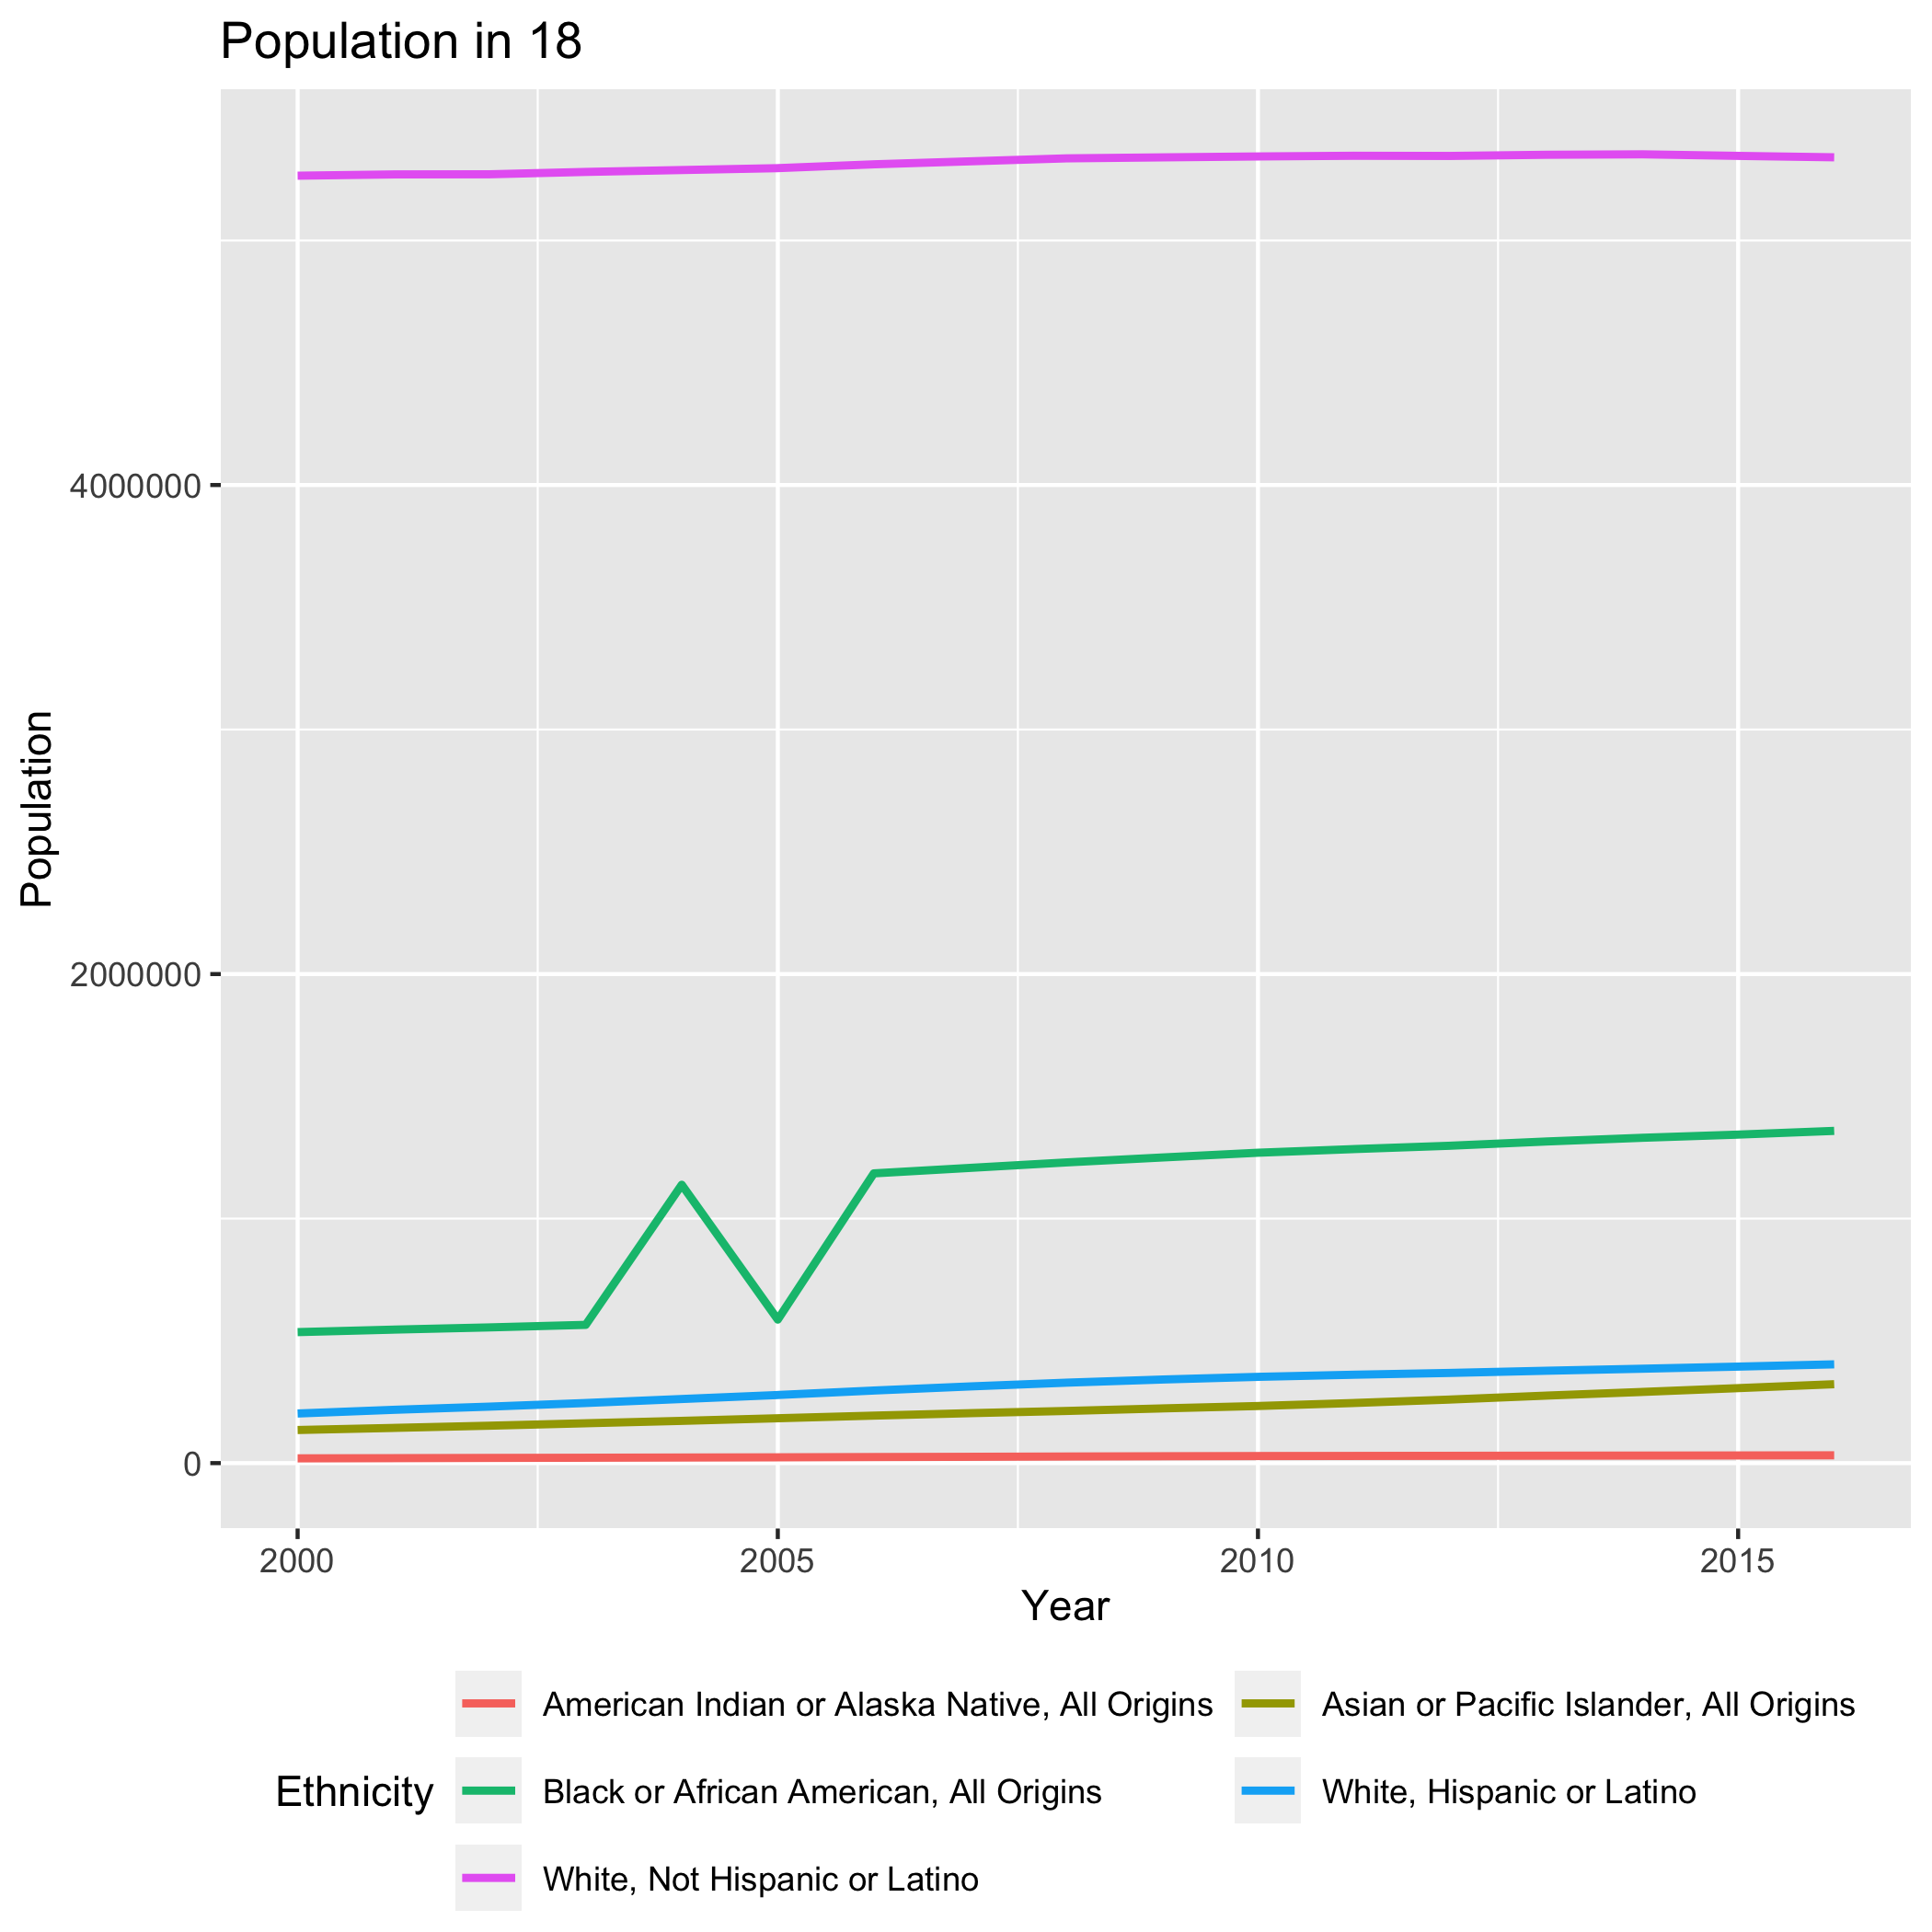 Population in 18
Population
4000000
2000000
0
2000 2005 2010 2015
Year
Ethnicity
American Indian or Alaska Native, All Origins
Asian or Pacific Islander, All Origins
Black or African American, All Origins
White, Hispanic or Latino
White, Not Hispanic or Latino